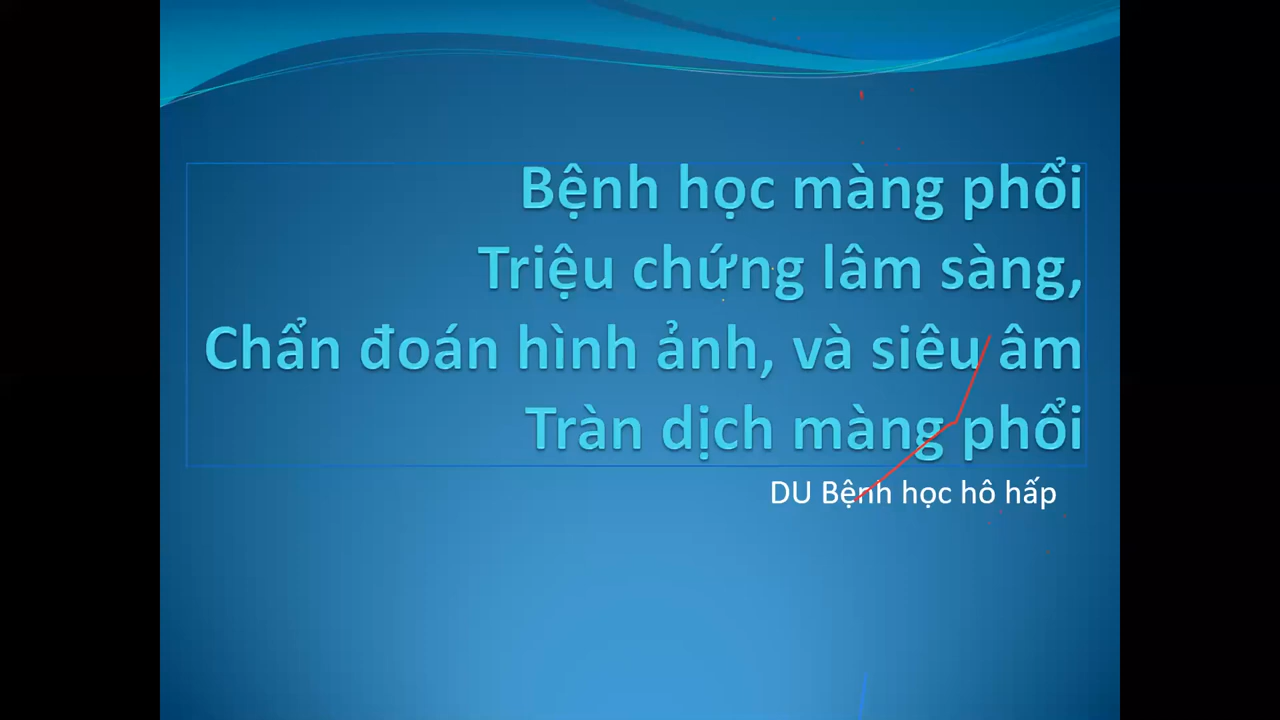 Bệnh học màng phổi
Triệu chứng lâm sàng,
Chẩn đoán hình ảnh, và siêu âm
Tràn dịch màng phổi
DU Bệnh học hô hấp